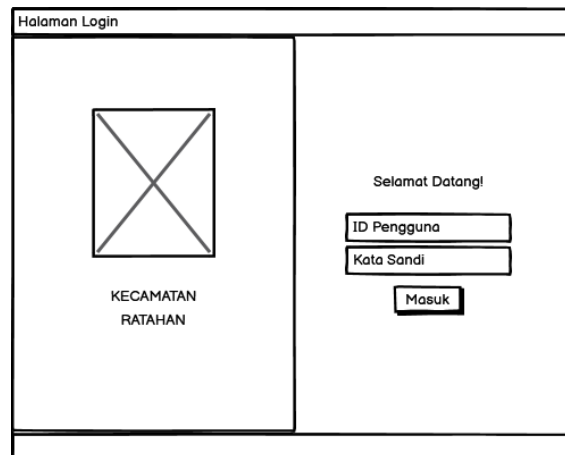 Halaman Login
KECAMATAN
RATAHAN
Selamat Datang!
ID Pengguna
Kata Sandi
Masuk